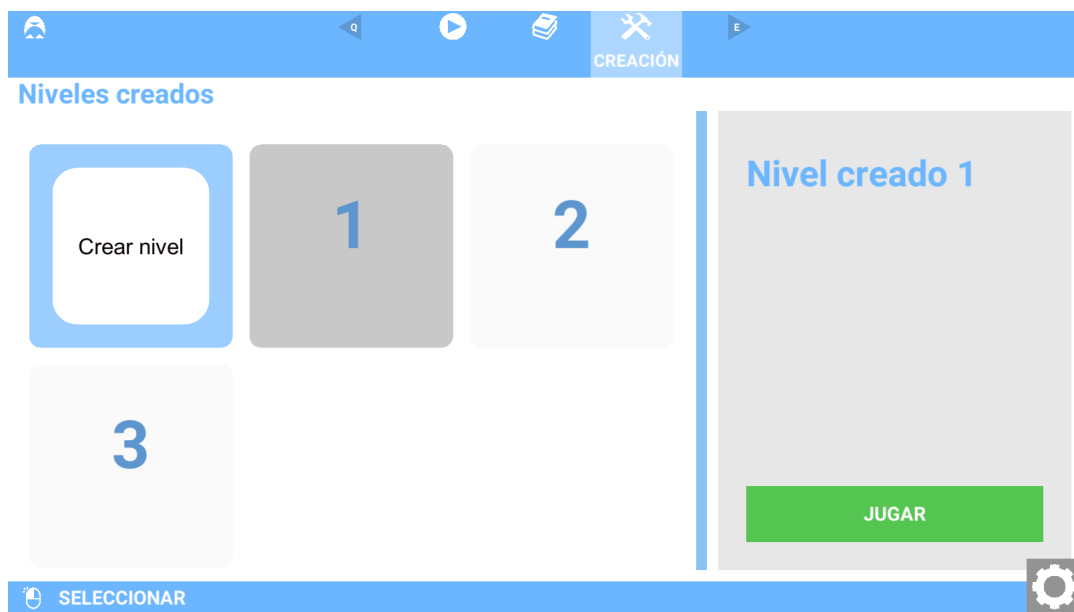 Q
E
CREACIÓN
Niveles creados
Crear nivel
1
2
3
Nivel creado 1
JUGAR
SELECCIONAR